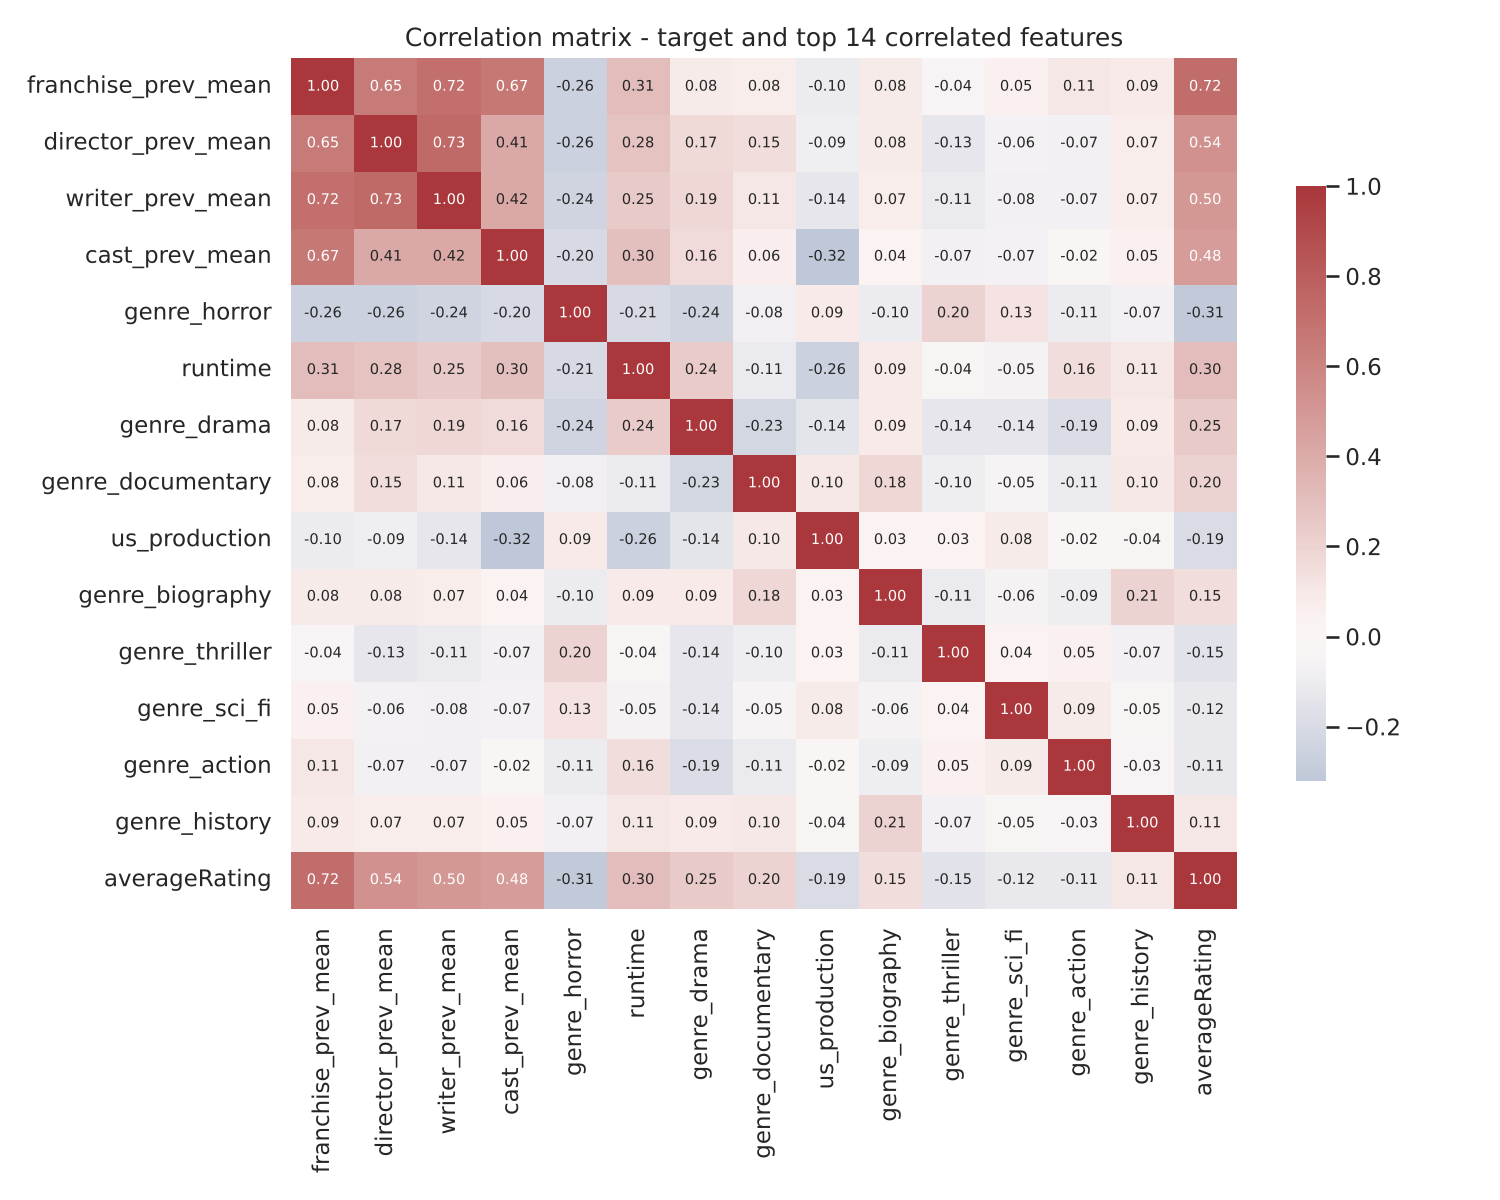 Correlation matrix - target and top 14 correlated features
franchise_prev_mean 1.00 0.65 0.72 0.67 -0.26 0.31 0.08 0.08 -0.10 0.08 -0.04 0.05 0.11 0.09 0.72
director_prev_mean 0.65 1.00 0.73 0.41 -0.26 0.28 0.17 0.15 -0.09 0.08 -0.13 -0.06 -0.07 0.07 0.54
writer_prev_mean 0.72 0.73 1.00 0.42 -0.24 0.25 0.19 0.11 -0.14 0.07 -0.11 -0.08 -0.07 0.07 0.50
cast_prev_mean 0.67 0.41 0.42 1.00 -0.20 0.30 0.16 0.06 -0.32 0.04 -0.07 -0.07 -0.02 0.05 0.48
genre_horror -0.26 -0.26 -0.24 -0.20 1.00 -0.21 -0.24 -0.08 0.09 -0.10 0.20 0.13 -0.11 -0.07 -0.31
runtime 0.31 0.28 0.25 0.30 -0.21 1.00 0.24 -0.11 -0.26 0.09 -0.04 -0.05 0.16 0.11 0.30
genre_drama 0.08 0.17 0.19 0.16 -0.24 0.24 1.00 -0.23 -0.14 0.09 -0.14 -0.14 -0.19 0.09 0.25
genre_documentary 0.08 0.15 0.11 0.06 -0.08 -0.11 -0.23 1.00 0.10 0.18 -0.10 -0.05 -0.11 0.10 0.20
us_production -0.10 -0.09 -0.14 -0.32 0.09 -0.26 -0.14 0.10 1.00 0.03 0.03 0.08 -0.02 -0.04 -0.19
genre_biography 0.08 0.08 0.07 0.04 -0.10 0.09 0.09 0.18 0.03 1.00 -0.11 -0.06 -0.09 0.21 0.15
genre_thriller -0.04 -0.13 -0.11 -0.07 0.20 -0.04 -0.14 -0.10 0.03 -0.11 1.00 0.04 0.05 -0.07 -0.15
genre_sci_fi 0.05 -0.06 -0.08 -0.07 0.13 -0.05 -0.14 -0.05 0.08 -0.06 0.04 1.00 0.09 -0.05 -0.12
genre_action 0.11 -0.07 -0.07 -0.02 -0.11 0.16 -0.19 -0.11 -0.02 -0.09 0.05 0.09 1.00 -0.03 -0.11
genre_history 0.09 0.07 0.07 0.05 -0.07 0.11 0.09 0.10 -0.04 0.21 -0.07 -0.05 -0.03 1.00 0.11
averageRating 0.72 0.54 0.50 0.48 -0.31 0.30 0.25 0.20 -0.19 0.15 -0.15 -0.12 -0.11 0.11 1.00
franchise_prev_mean
director_prev_mean
writer_prev_mean
cast_prev_mean
genre_horror
runtime
genre_drama
genre_documentary
us_production
genre_biography
genre_thriller
genre_sci_fi
genre_action
genre_history
averageRating
1.0
0.8
0.6
0.4
0.2
0.0
−0.2